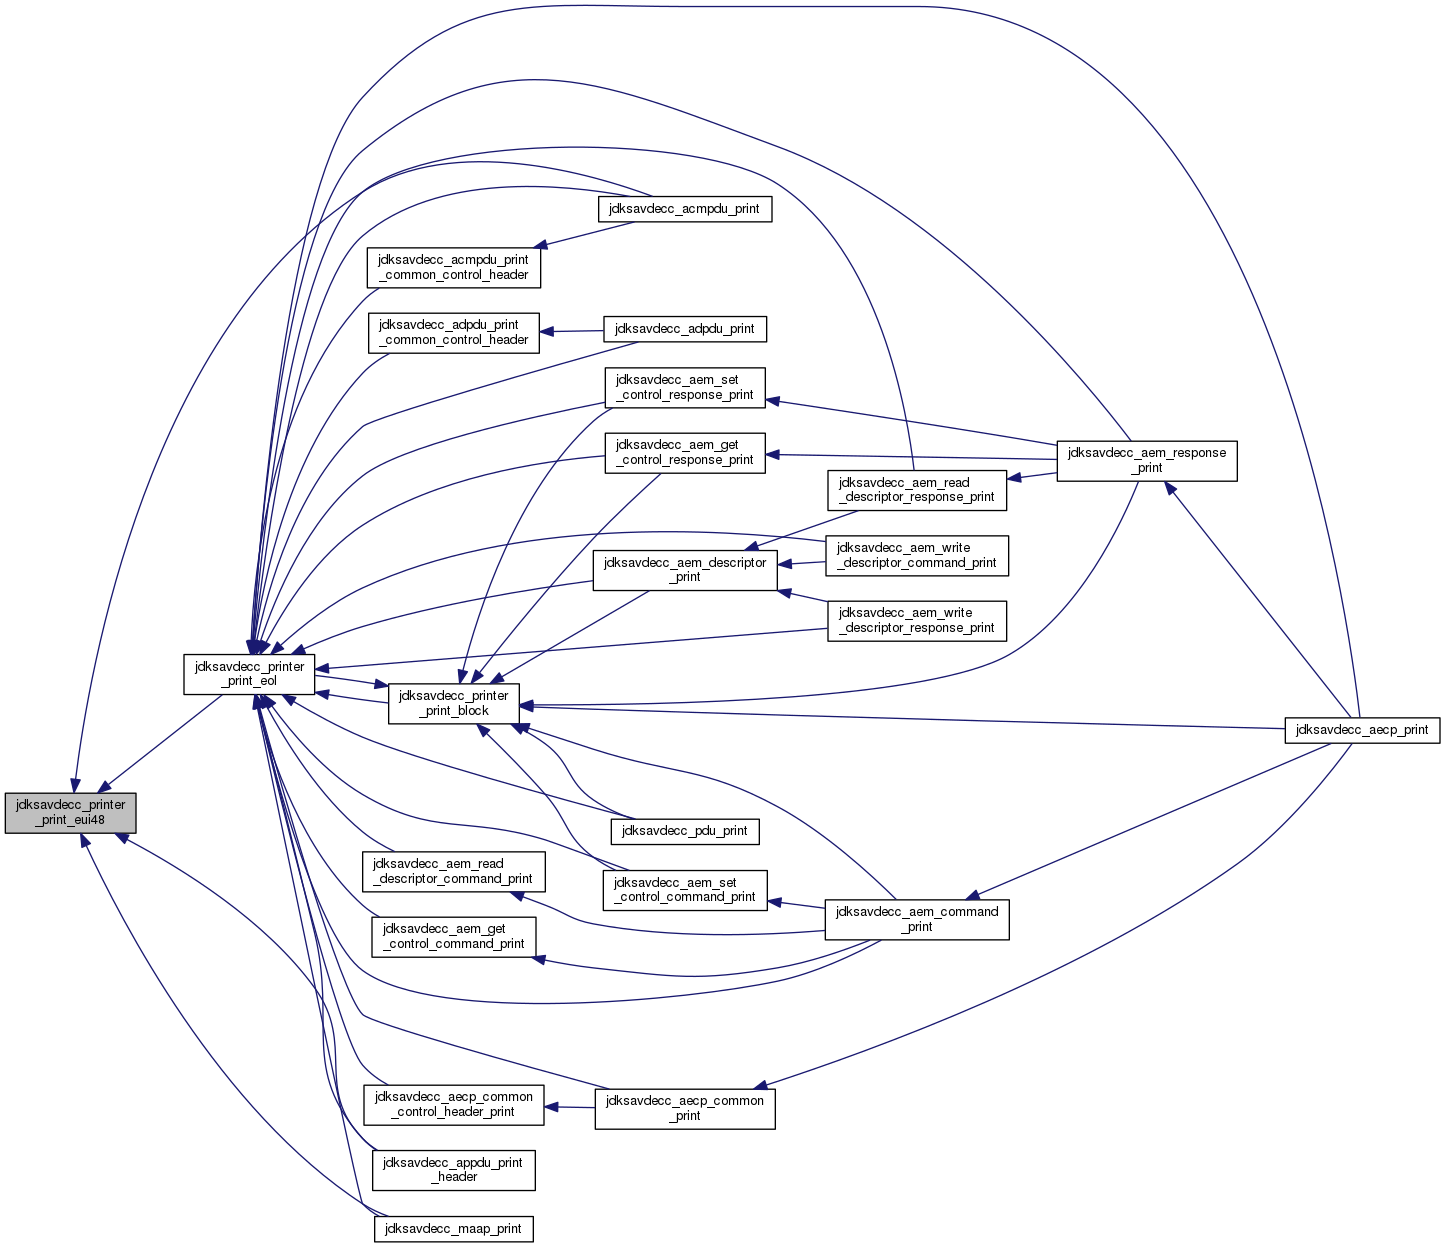 jdksavdecc_acmpdu_print
jdksavdecc_acmpdu_print
_common_control_header
jdksavdecc_adpdu_print
_common_control_header
jdksavdecc_adpdu_print
jdksavdecc_aem_set
_control_response_print
jdksavdecc_aem_get
_control_response_print
jdksavdecc_aem_response
_print
jdksavdecc_aem_read
_descriptor_response_print
jdksavdecc_aem_write
_descriptor_command_print
jdksavdecc_aem_descriptor
_print
jdksavdecc_aem_write
_descriptor_response_print
jdksavdecc_printer
_print_eol
jdksavdecc_printer
_print_block
jdksavdecc_aecp_print
jdksavdecc_printer
_print_eui48
jdksavdecc_pdu_print
jdksavdecc_aem_read
_descriptor_command_print
jdksavdecc_aem_set
_control_command_print
jdksavdecc_aem_command
_print
jdksavdecc_aem_get
_control_command_print
jdksavdecc_aecp_common
_control_header_print
jdksavdecc_aecp_common
_print
jdksavdecc_appdu_print
_header
jdksavdecc_maap_print